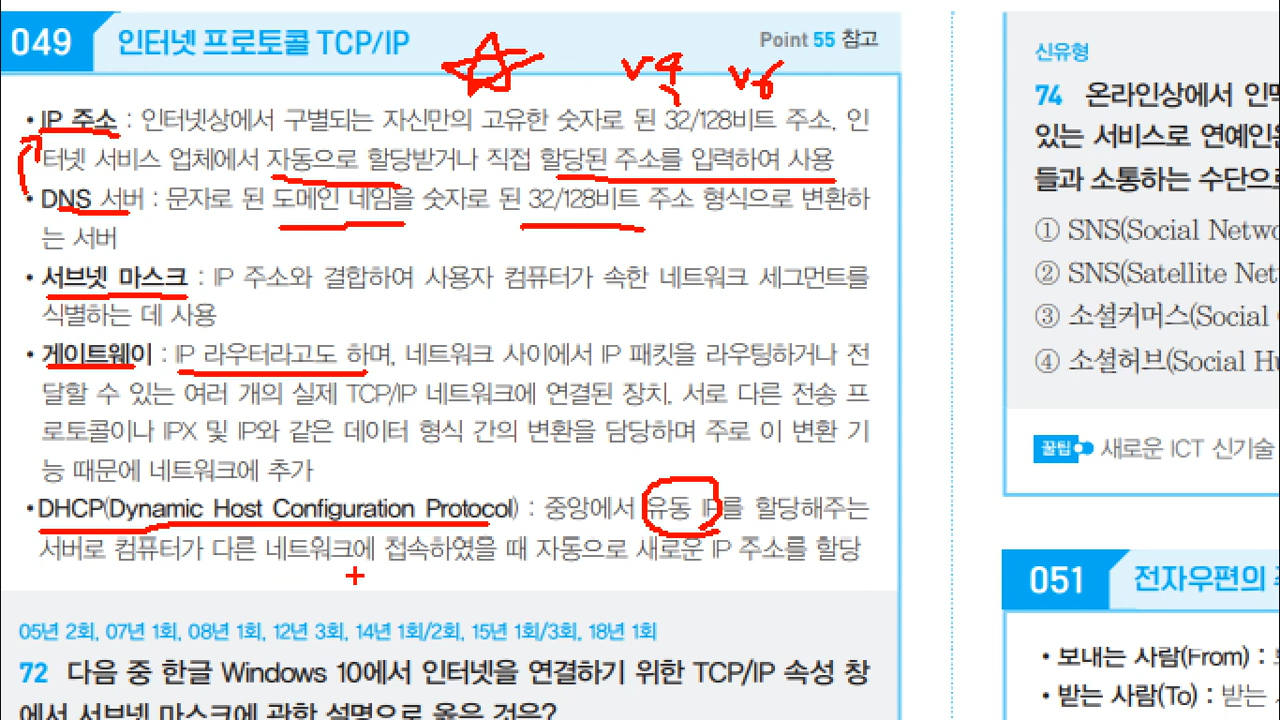 049 인터넷 프로토콜 TCP/IP
Point 55 참고
v4 v6
• IP 주소 : 인터넷상에서 구별되는 자신만의 고유한 숫자로 된 32/128비트 주소, 인
터넷 서비스 업체에서 자동으로 할당받거나 직접 할당된 주소를 입력하여 사용
• DNS 서버 : 문자로 된 도메인 네임을 숫자로 된 32/128비트 주소 형식으로 변환하
는 서버
• 서브넷 마스크 : IP 주소와 결합하여 사용자 컴퓨터가 속한 네트워크 세그먼트를
식별하는 데 사용
• 게이트웨이 : IP 라우터라고도 하며, 네트워크 사이에서 IP 패킷을 라우팅하거나 전
달할 수 있는 여러 개의 실제 TCP/IP 네트워크에 연결된 장치, 서로 다른 전송 프
로토콜이나 IPX 및 IP와 같은 데이터 형식 간의 변환을 담당하며 주로 이 변환 기
능 때문에 네트워크에 추가
• DHCP(Dynamic Host Configuration Protocol) : 중앙에서 유동 IP를 할당해주는
서버로 컴퓨터가 다른 네트워크에 접속하였을 때 자동으로 새로운 IP 주소를 할당
05년 2회, 07년 1회, 08년 1회, 12년 3회, 14년 1회/2회, 15년 1회/3회, 18년 1회
72 다음 중 한글 Windows 10에서 인터넷을 연결하기 위한 TCP/IP 속성 창
에서 서브넷 마스크에 관한 설명으로 옳은 것은?
신유형
74 온라인상에서 인맥
있는 서비스로 연예인
들과 소통하는 수단으로
① SNS(Social Netwo
② SNS(Satellite Net
③ 소셜커머스(Social
④ 소셜허브(Social Hu
꿀팁 새로운 ICT 신기술
051 전자우편의
• 보내는 사람(From) :
• 받는 사람(To) : 받는